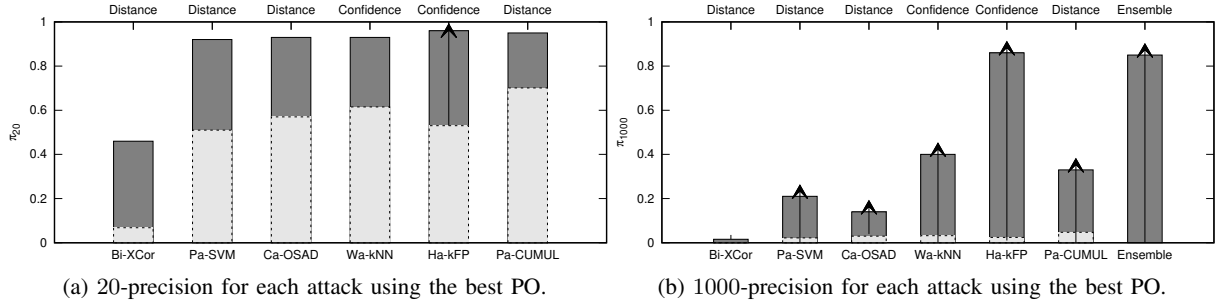 Distance Distance Distance Confidence Confidence Distance
1
0.8
0.6
0.4
0.2
0
π20
Bi-XCor Pa-SVM Ca-OSAD Wa-kNN Ha-kFP Pa-CUMUL
(a) 20-precision for each attack using the best PO.
Distance Distance Distance Confidence Confidence Distance Ensemble
1
0.8
0.6
0.4
0.2
0
π1000
Bi-XCor Pa-SVM Ca-OSAD Wa-kNN Ha-kFP Pa-CUMUL Ensemble
(b) 1000-precision for each attack using the best PO.